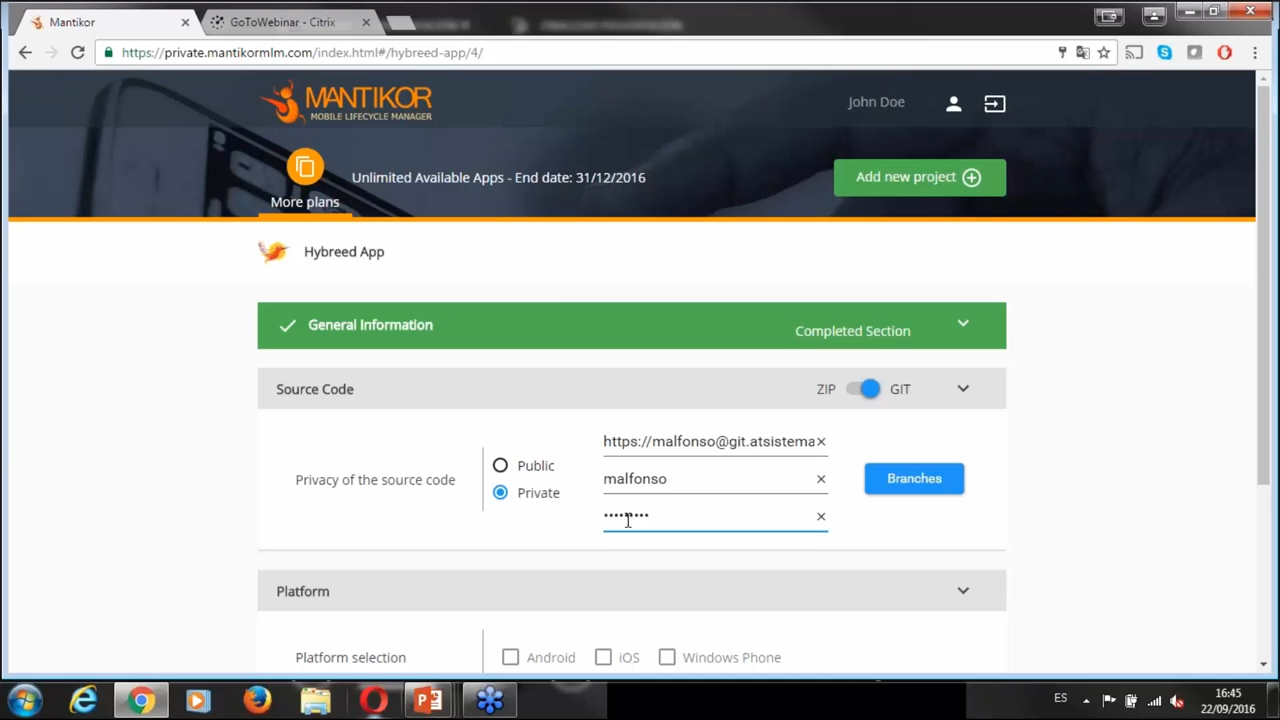 Mantikor
GoToWebinar - Citrix
https://private.mantikormlm.com/index.html#/hybreed-app/4/
MANTIKOR
MOBILE LIFECYCLE MANAGER
John Doe
Unlimited Available Apps - End date: 31/12/2016
Add new project
More plans
Hybreed App
General Information
Completed Section
Source Code
ZIP
GIT
Privacy of the source code
Public
Private
https://malfonso@git.atsistema
malfonso
•••••••••
Branches
Platform
Platform selection
Android
iOS
Windows Phone
ES
16:45
22/09/2016